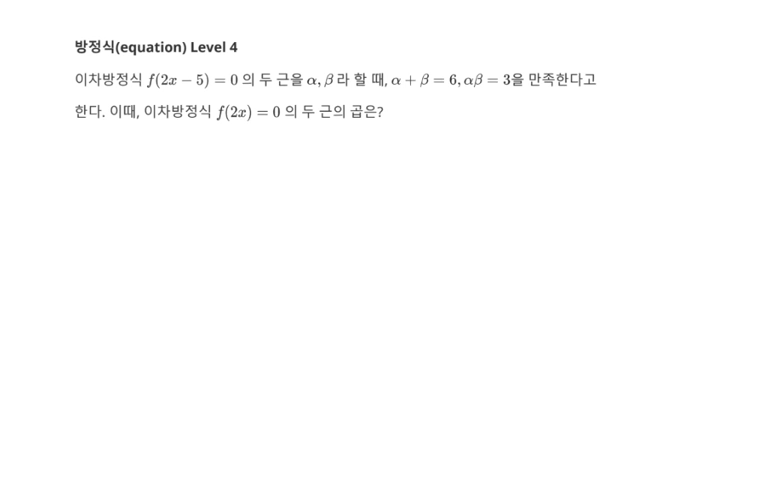 방정식(equation) Level 4
이차방정식 f(2x − 5) = 0 의 두 근을 α, β 라 할 때, α + β = 6, αβ = 3을 만족한다고
한다. 이때, 이차방정식 f(2x) = 0 의 두 근의 곱은?